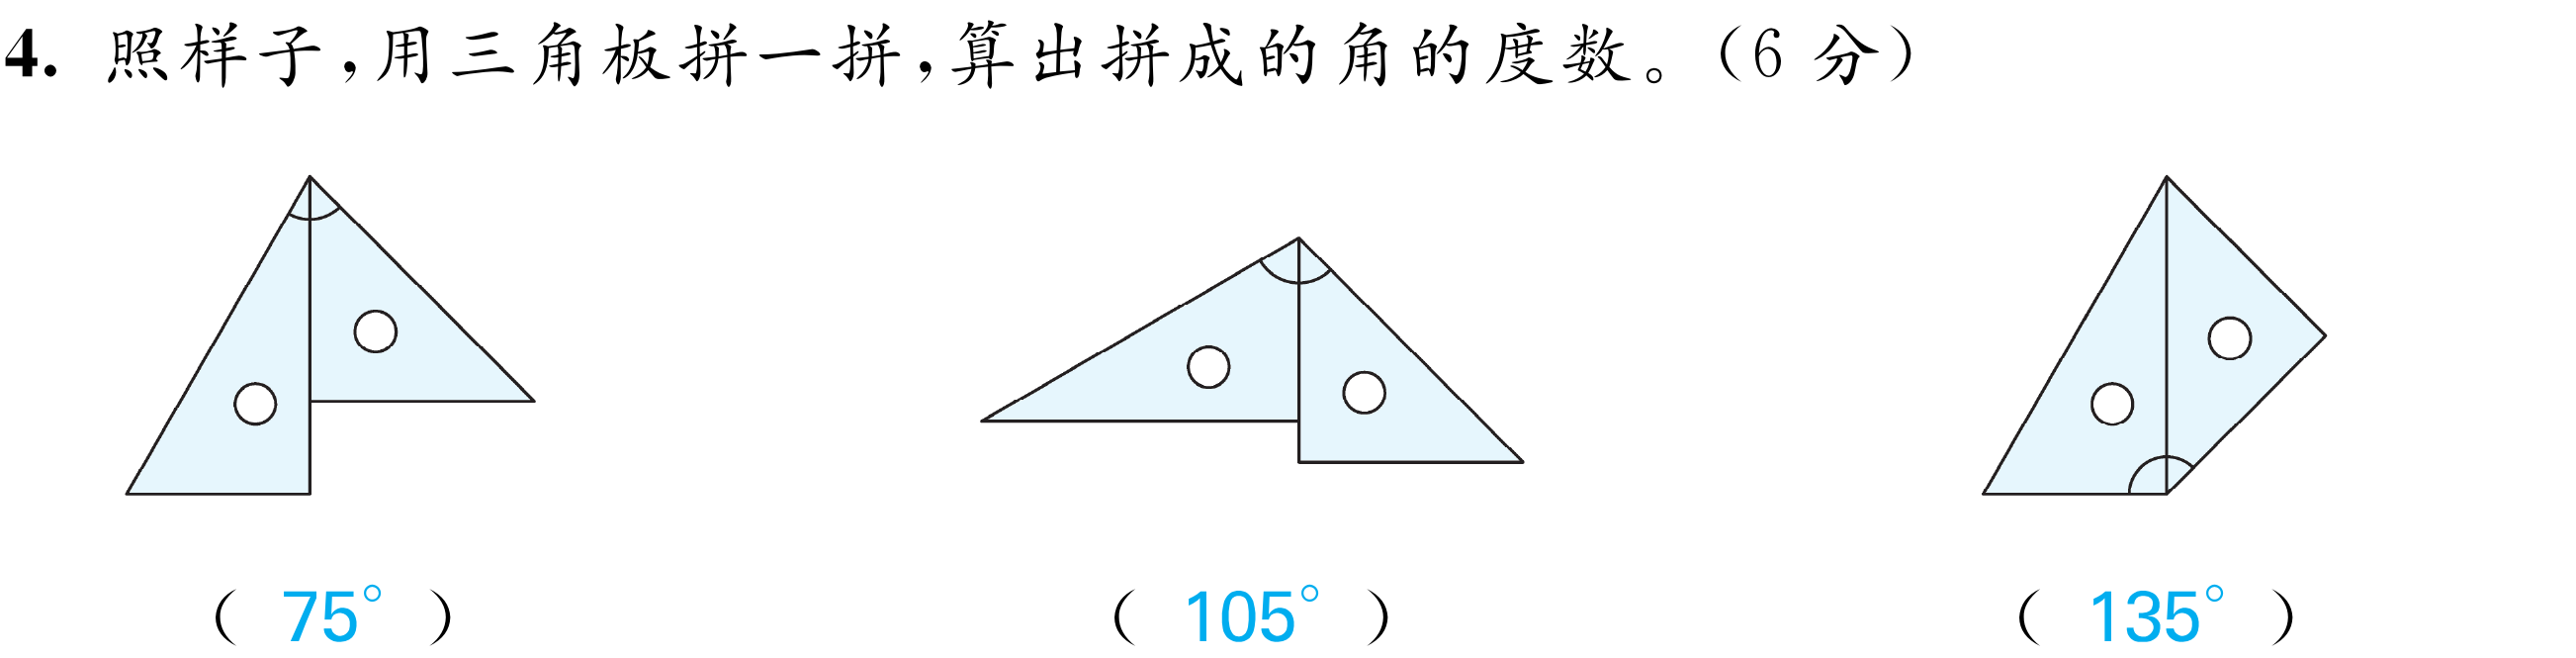 4. 照样子,用三角板拼一拼,算出拼成的角的度数。(6 分)
( 75° ) ( 105° ) ( 135° )